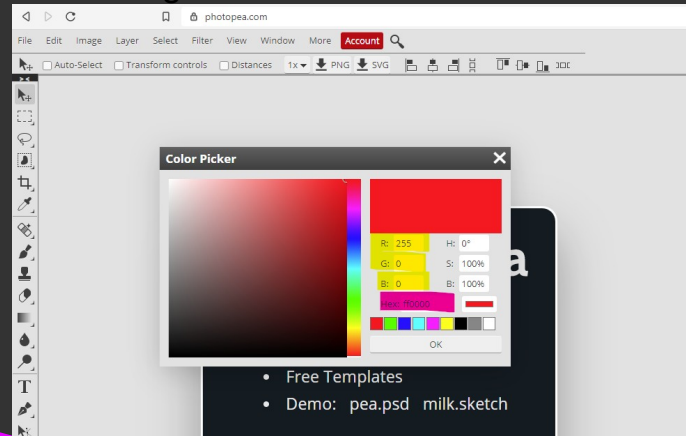 photopea.com
File Edit Image Layer Select Filter View Window More Account
Auto-Select Transform controls Distances 1x PNG SVG
Color Picker
R: 255 H: 0°
G: 0 S: 100%
B: 0 B: 100%
Hex: ff0000
OK
a
Free Templates
Demo: pea.psd milk.sketch
T